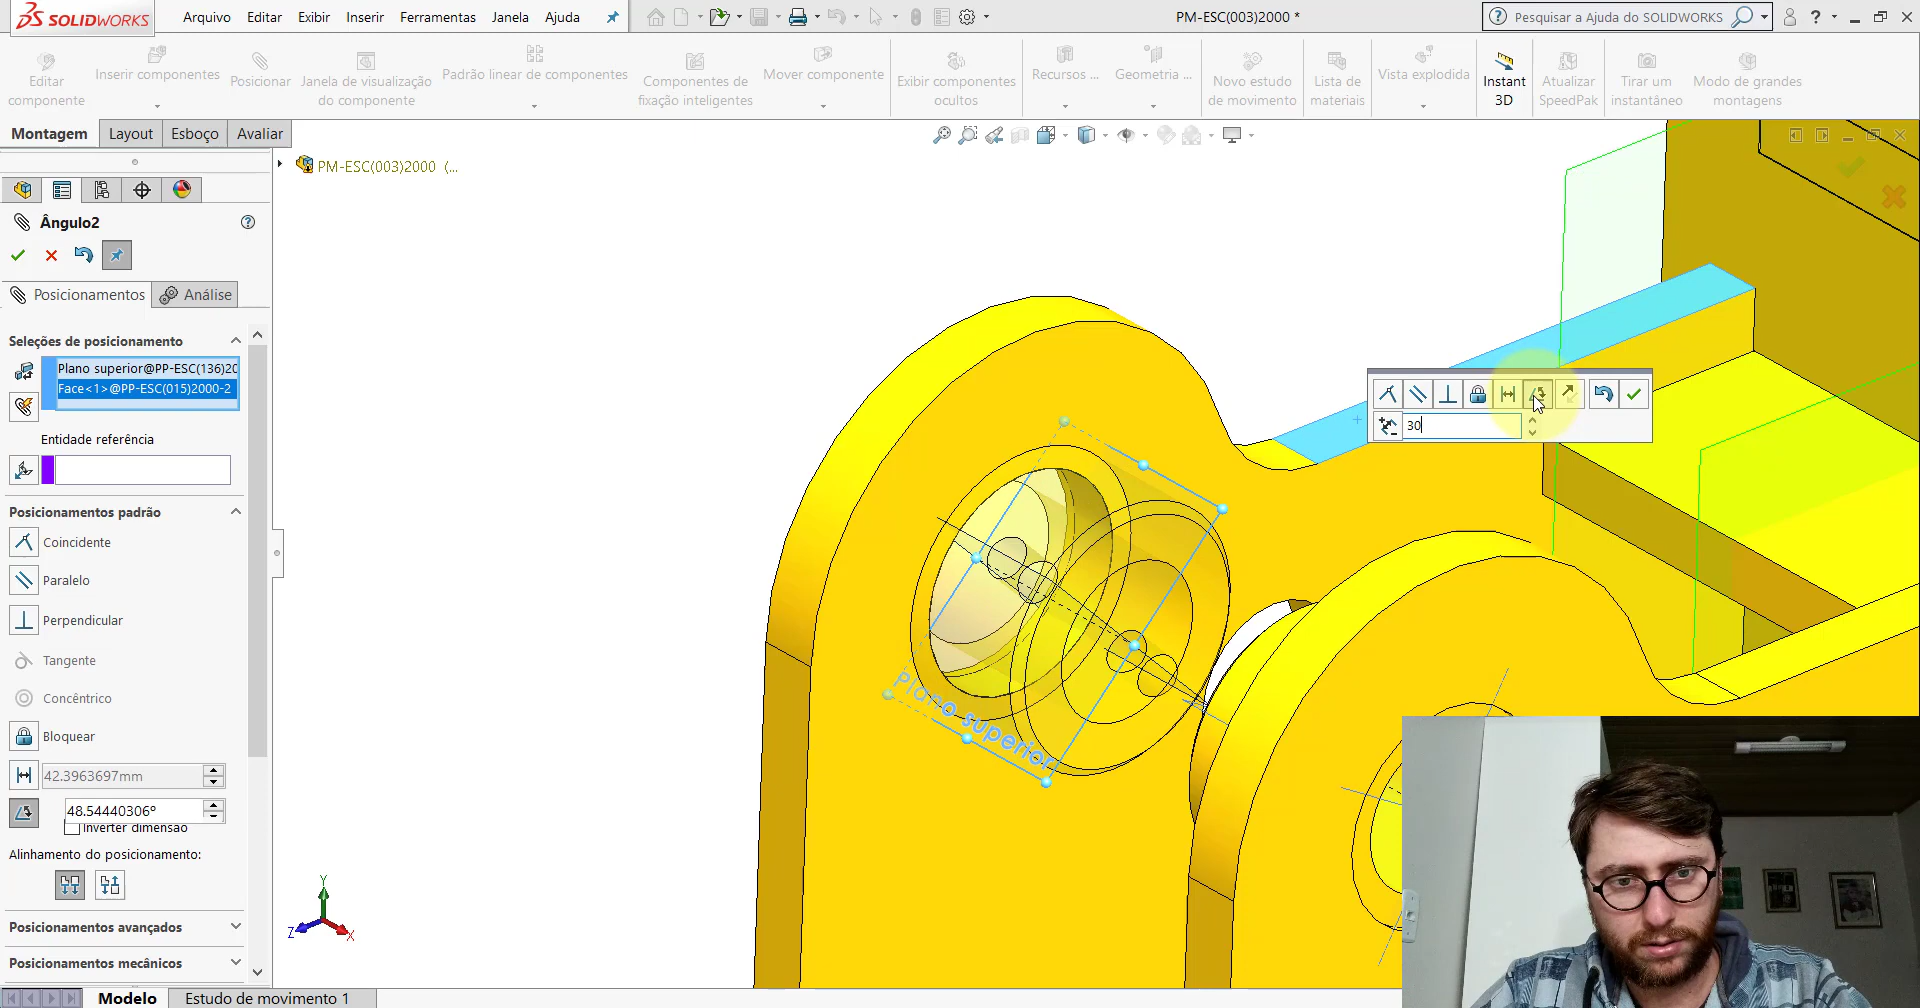 SOLIDWORKS
Arquivo Editar Exibir Inserir Ferramentas Janela Ajuda
PM-ESC(003)2000 *
Pesquisar a Ajuda do SOLIDWORKS
Editar componente
Inserir componentes
Posicionar
Janela de visualização do componente
Padrão linear de componentes
Componentes de fixação inteligentes
Mover componente
Exibir componentes ocultos
Recursos ...
Geometria ...
Novo estudo de movimento
Lista de materiais
Vista explodida
Instant 3D
Atualizar SpeedPak
Tirar um instantâneo
Modo de grandes montagens
Montagem Layout Esboço Avaliar
PM-ESC(003)2000 (...
Ângulo2
Posicionamentos Análise
Seleções de posicionamento
Plano superior@PP-ESC(136)20
Face<1>@PP-ESC(015)2000-2
Entidade referência
Posicionamentos padrão
Coincidente
Paralelo
Perpendicular
Tangente
Concêntrico
Bloquear
42.3963697mm
48.54440306°
Inverter dimensão
Alinhamento do posicionamento:
Posicionamentos avançados
Posicionamentos mecânicos
30
Plano superior
Y
Z
X
Modelo Estudo de movimento 1